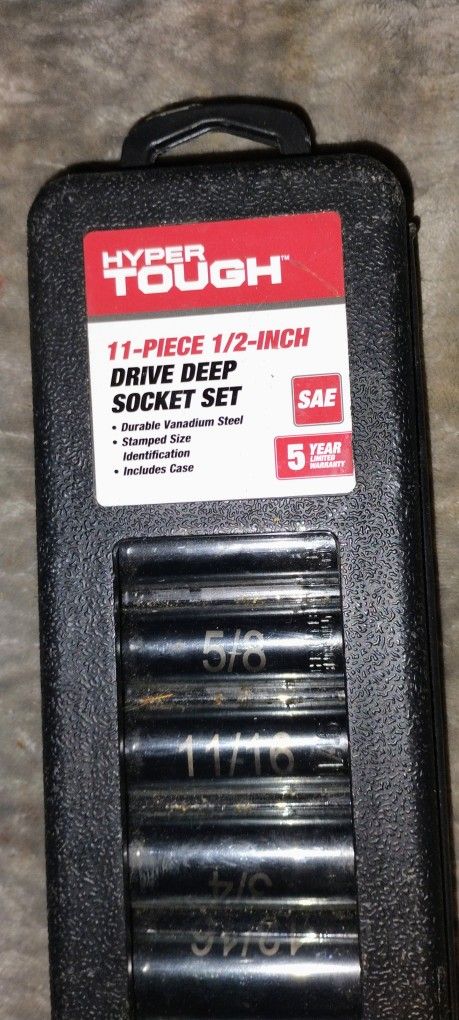 HYPER
TOUGH™
11-PIECE 1/2-INCH
DRIVE DEEP
SOCKET SET
• Durable Vanadium Steel
• Stamped Size
Identification
• Includes Case
SAE
5 YEAR
LIMITED
WARRANTY
5/8
11/16
3/4
13/16